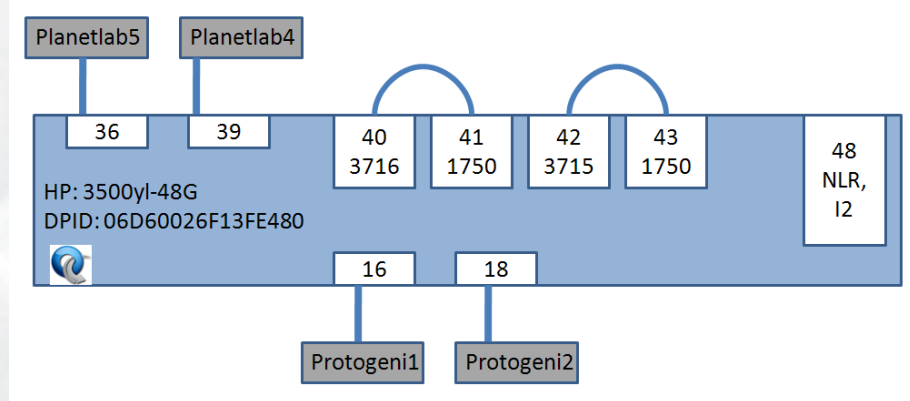 Planetlab5
Planetlab4
36
39
40
3716
41
1750
42
3715
43
1750
48
NLR,
I2
HP: 3500yl-48G
DPID: 06D60026F13FE480
16
18
Protogeni1
Protogeni2